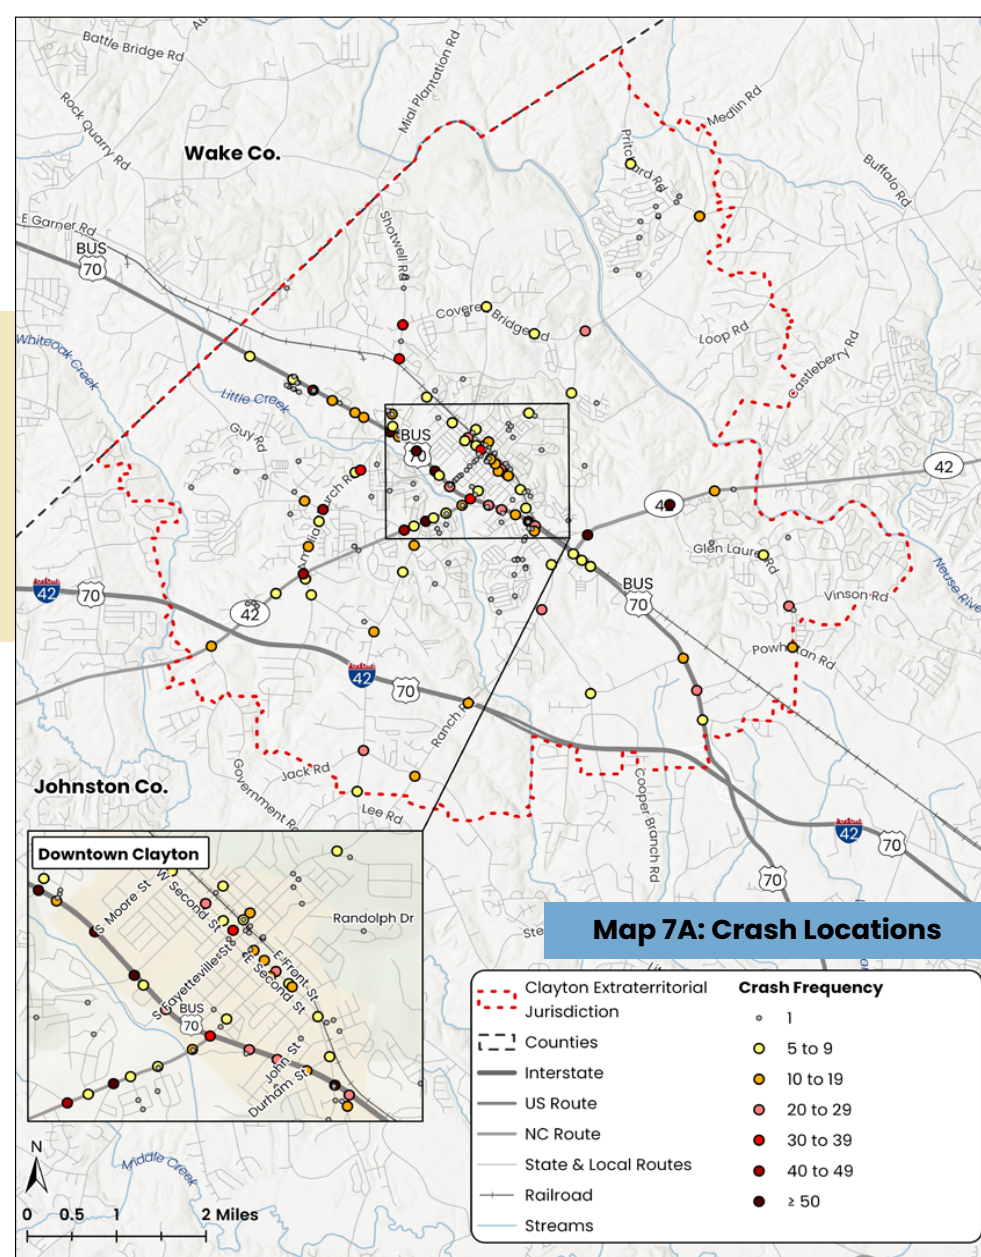 Battle Bridge Rd
Mial Plantation Rd
Rock Quarry Rd
Wake Co.
Medlin Rd
Pritchard Rd
Buffalo Rd
E Garner Rd
BUS
70
Shotwell Rd
Covered Bridge Rd
Loop Rd
Castleberry Rd
Whiteoak Creek
Little Creek
Guy Rd
BUS
70
42
Glen Laurel Rd
Neuse River
Vinson Rd
BUS
70
42
70
42
Powhatan Rd
42
70
Ranch Rd
Jack Rd
Johnston Co.
Government Rd
Lee Rd
Cooper Branch Rd
42
70
70
Downtown Clayton
S Moore St
W Second St
Randolph Dr
S Fayetteville St
E Front St
E Second St
BUS
70
John St
Durham St
Middle Creek
N
0 0.5 1 2 Miles
Map 7A: Crash Locations
Clayton Extraterritorial
Jurisdiction
Counties
Interstate
US Route
NC Route
State & Local Routes
Railroad
Streams
Crash Frequency
1
5 to 9
10 to 19
20 to 29
30 to 39
40 to 49
≥ 50